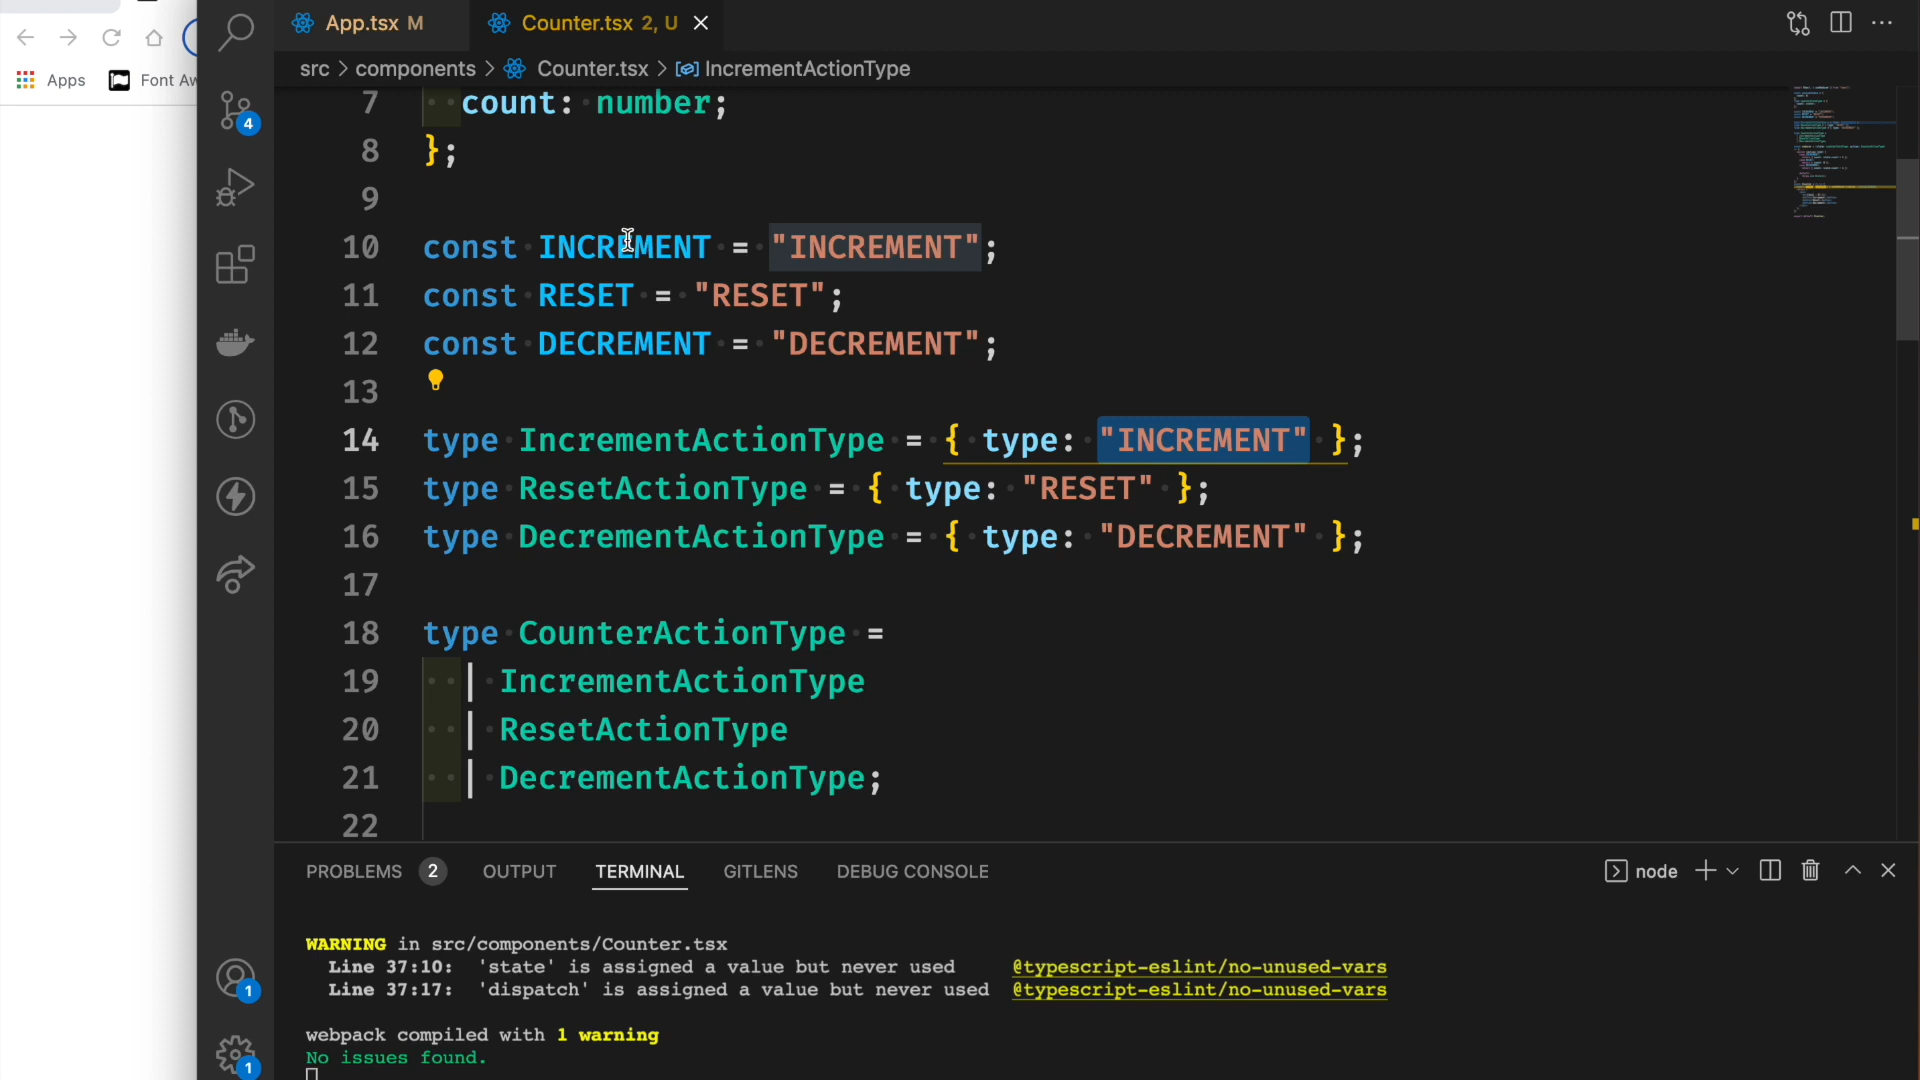 App.tsx M
Counter.tsx 2, U
Apps
Font Aw
src > components > Counter.tsx > IncrementActionType
4
7 count: number;
8 };
9
10 const INCREMENT = "INCREMENT";
11 const RESET = "RESET";
12 const DECREMENT = "DECREMENT";
13
14 type IncrementActionType = { type: "INCREMENT" };
15 type ResetActionType = { type: "RESET" };
16 type DecrementActionType = { type: "DECREMENT" };
17
18 type CounterActionType =
19 | IncrementActionType
20 | ResetActionType
21 | DecrementActionType;
22
PROBLEMS 2 OUTPUT TERMINAL GITLENS DEBUG CONSOLE
node
WARNING in src/components/Counter.tsx
Line 37:10: 'state' is assigned a value but never used @typescript-eslint/no-unused-vars
Line 37:17: 'dispatch' is assigned a value but never used @typescript-eslint/no-unused-vars
webpack compiled with 1 warning
No issues found.
1
1